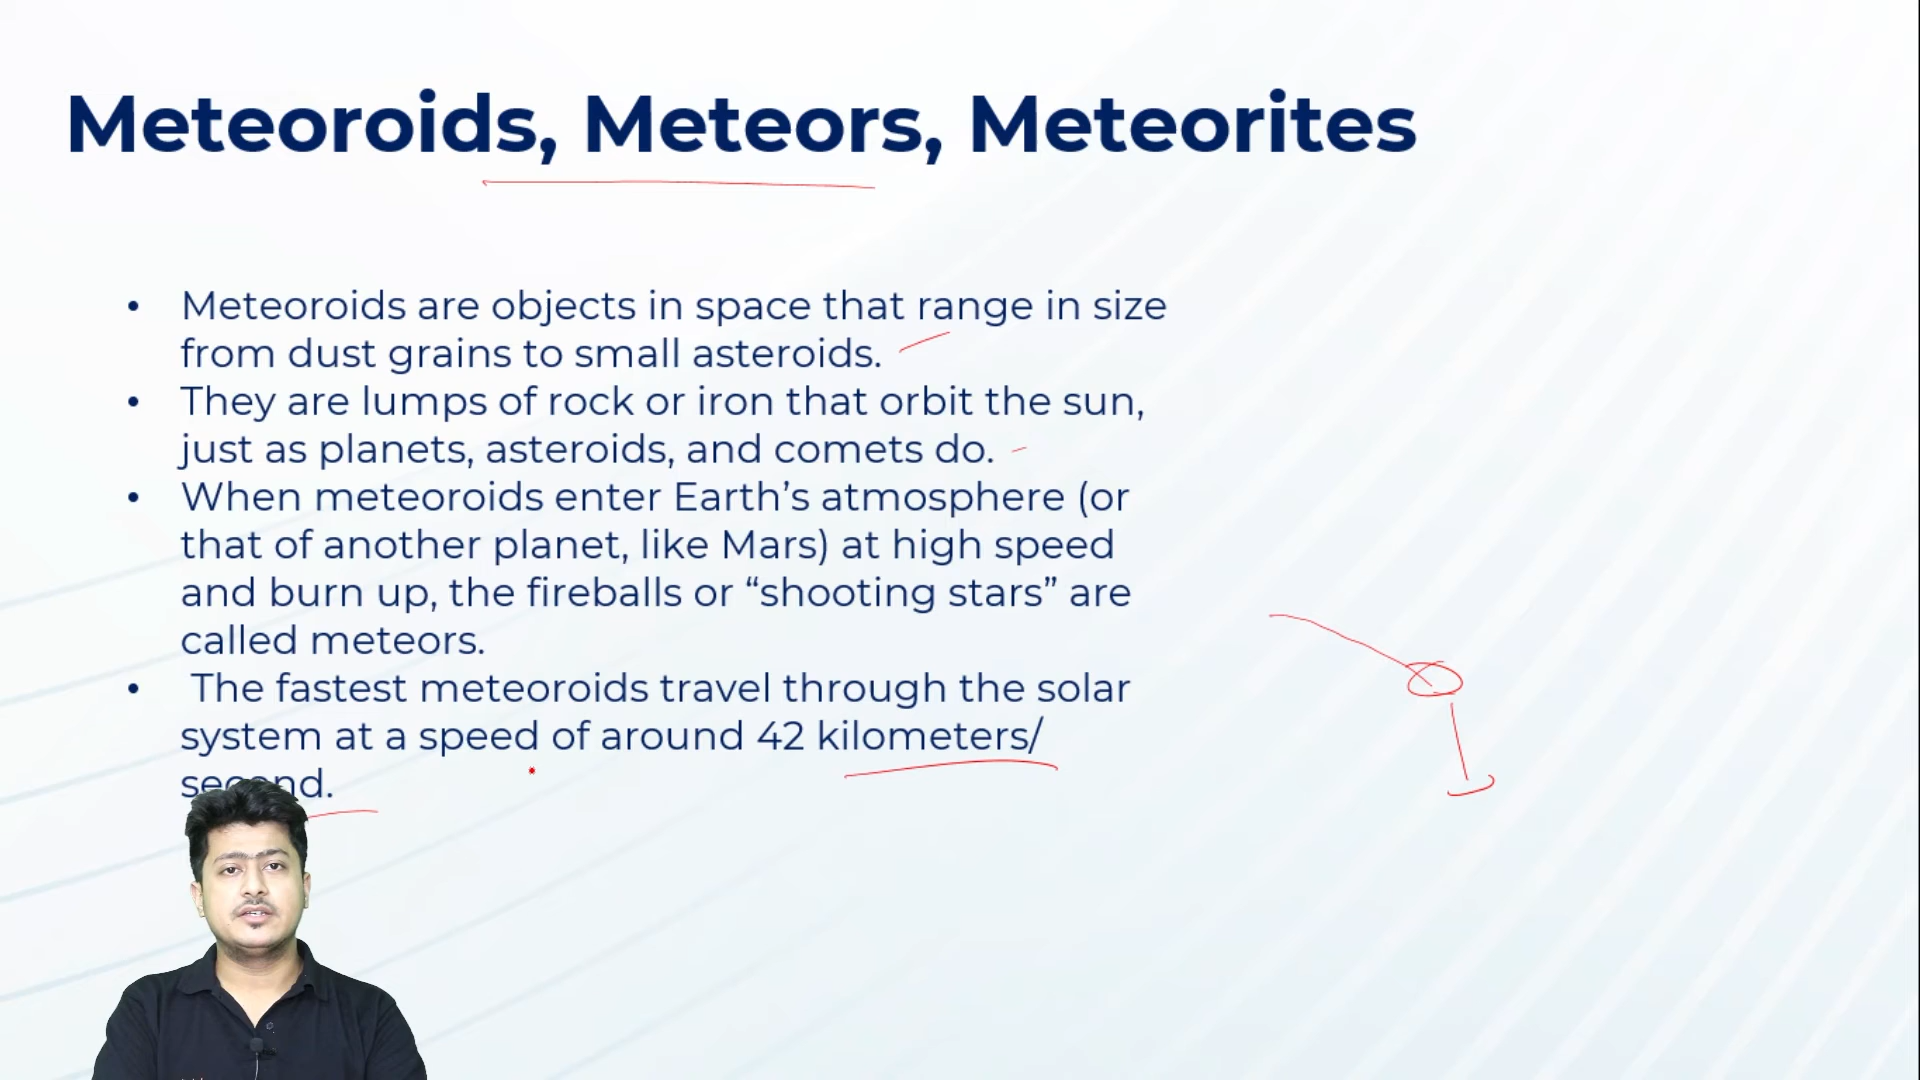 Meteoroids, Meteors, Meteorites
• Meteoroids are objects in space that range in size
from dust grains to small asteroids.
• They are lumps of rock or iron that orbit the sun,
just as planets, asteroids, and comets do.
• When meteoroids enter Earth’s atmosphere (or
that of another planet, like Mars) at high speed
and burn up, the fireballs or “shooting stars” are
called meteors.
• The fastest meteoroids travel through the solar
system at a speed of around 42 kilometers/
second.